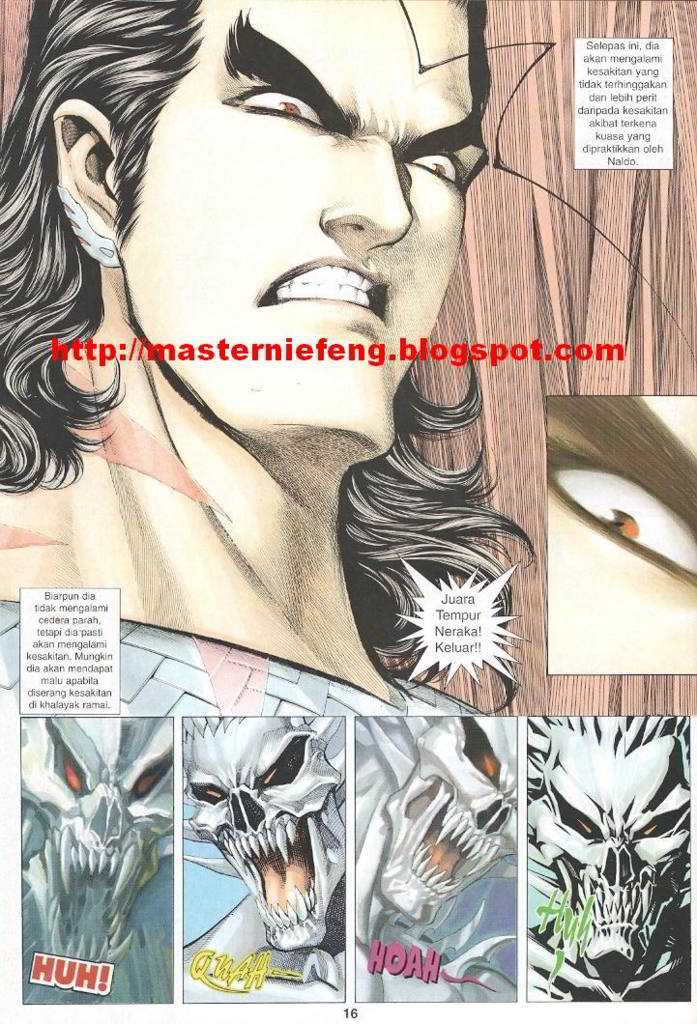 Selepas ini, dia
akan mengalami
kesakitan yang
tidak terhinggakan
dan lebih perit
daripada kesakitan
akibat terkena
kuasa yang
dipraktikkan oleh
Naldo.
http://masterniefeng.blogspot.com
Biarpun dia
tidak mengalami
cedera parah,
tetapi dia pasti
akan mengalami
kesakitan. Mungkin
dia akan mendapat
malu apabila
diserang kesakitan
di khalayak ramai.
Juara
Tempur
Neraka!
Keluar!!
HUH!
QUAH
HOAH
HUH!
16